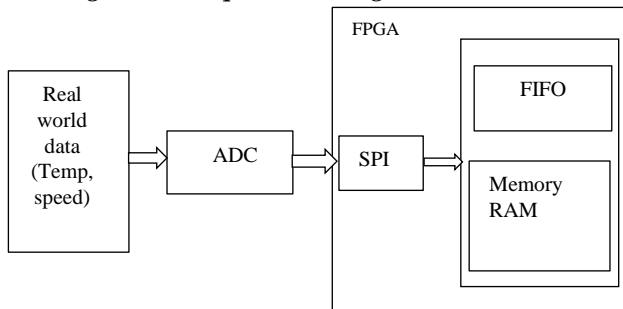 FPGA
Real
world
data
(Temp,
speed)
ADC
SPI
FIFO
Memory
RAM